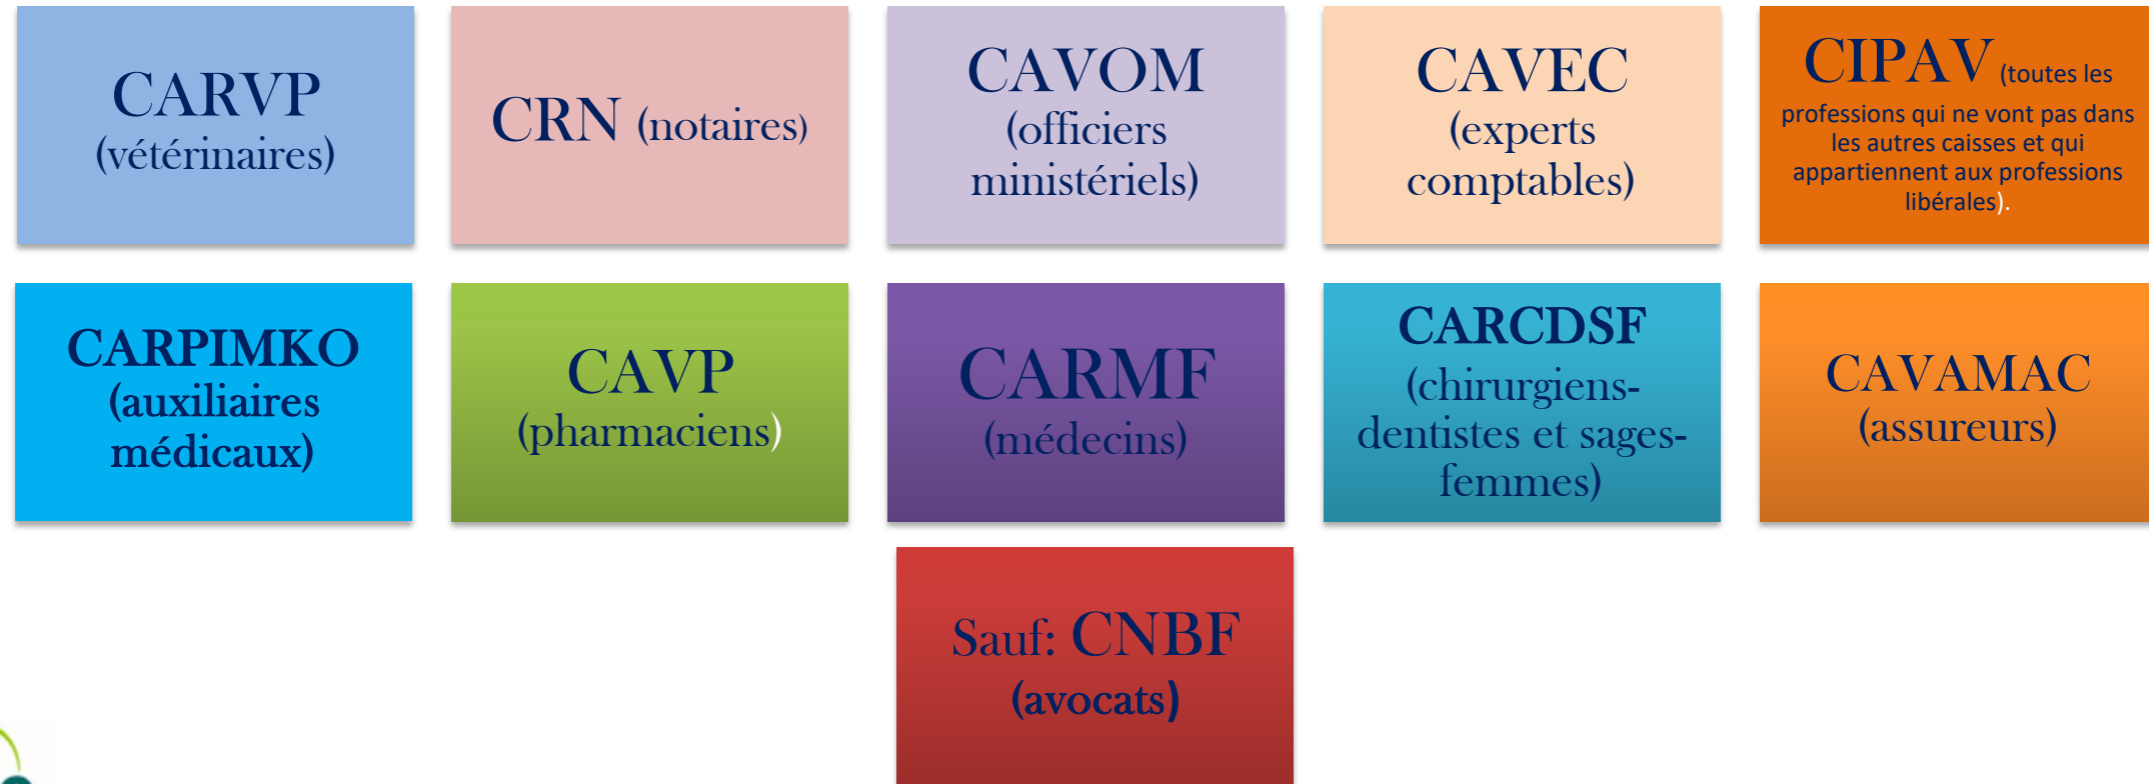 CARVP
(vétérinaires)
CRN (notaires)
CAVOM
(officiers
ministériels)
CAVEC
(experts
comptables)
CIPAV (toutes les
professions qui ne vont pas dans
les autres caisses et qui
appartiennent aux professions
libérales).
CARPIMKO
(auxiliaires
médicaux)
CAVP
(pharmaciens)
CARMF
(médecins)
CARCDSF
(chirurgiens-
dentistes et sages-
femmes)
CAVAMAC
(assureurs)
Sauf: CNBF
(avocats)